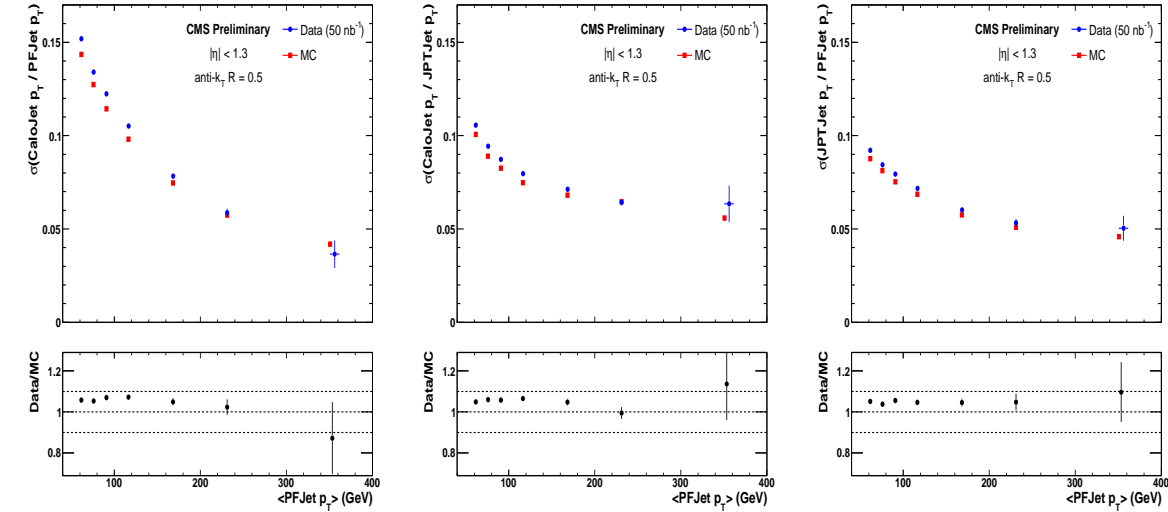 σ(CaloJet p_T / PFJet p_T)
0.15
0.1
0.05
0
CMS Preliminary
|η| < 1.3
anti-k_T R = 0.5
Data (50 nb⁻¹)
MC
Data/MC
1.2
1
0.8
100 200 300 400
<PFJet p_T> (GeV)
σ(CaloJet p_T / JPTJet p_T)
0.15
0.1
0.05
0
CMS Preliminary
|η| < 1.3
anti-k_T R = 0.5
Data (50 nb⁻¹)
MC
Data/MC
1.2
1
0.8
100 200 300 400
<PFJet p_T> (GeV)
σ(JPTJet p_T / PFJet p_T)
0.15
0.1
0.05
0
CMS Preliminary
|η| < 1.3
anti-k_T R = 0.5
Data (50 nb⁻¹)
MC
Data/MC
1.2
1
0.8
100 200 300 400
<PFJet p_T> (GeV)